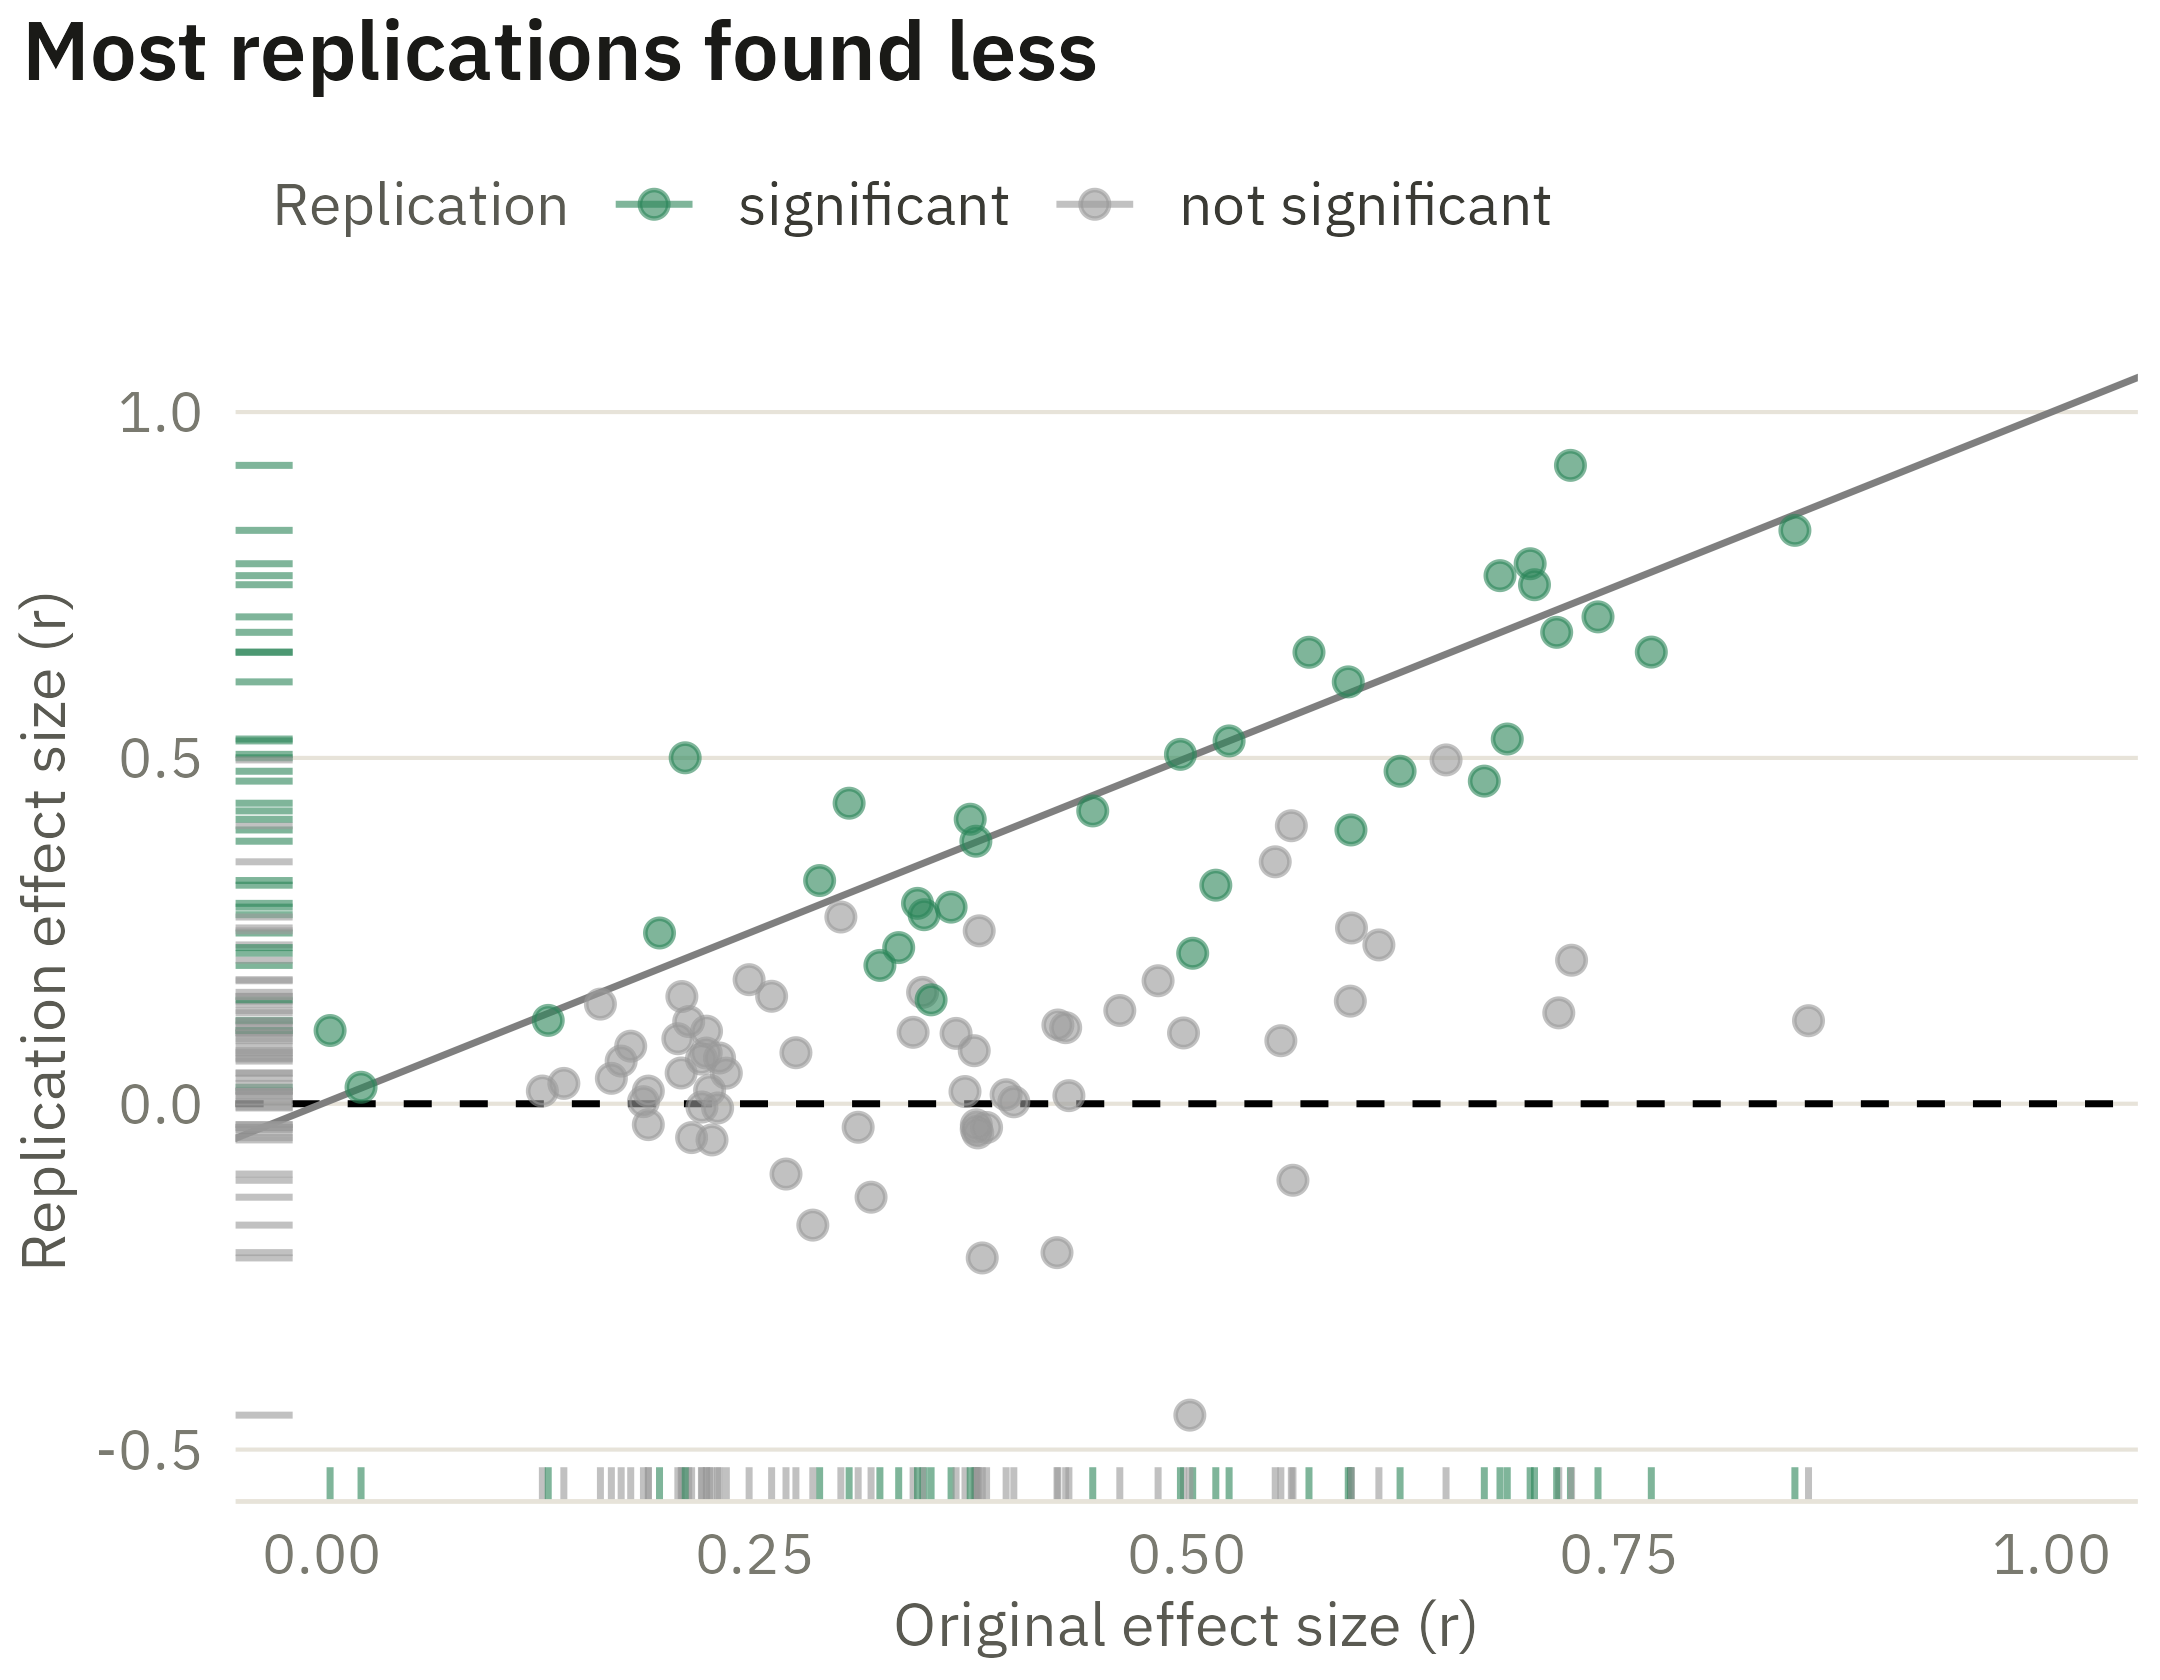 Most replications found less
Replication significant not significant
1.0
0.5
0.0
-0.5
Replication effect size (r)
0.00 0.25 0.50 0.75 1.00
Original effect size (r)